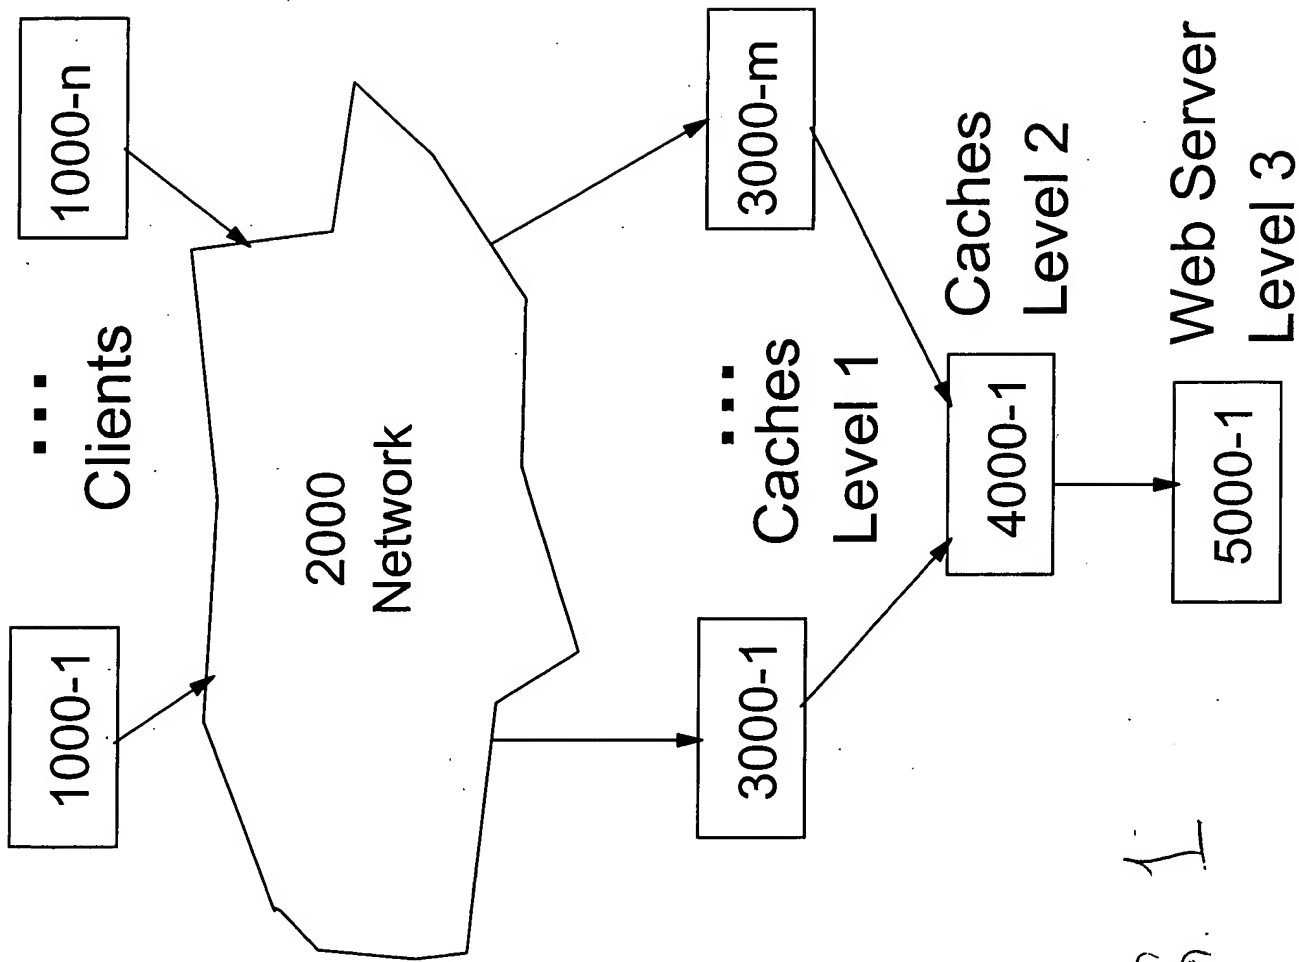 1000-1
...
Clients
1000-n
2000
Network
3000-1
...
Caches
Level 1
3000-m
4000-1
Caches
Level 2
5000-1
Web Server
Level 3
1